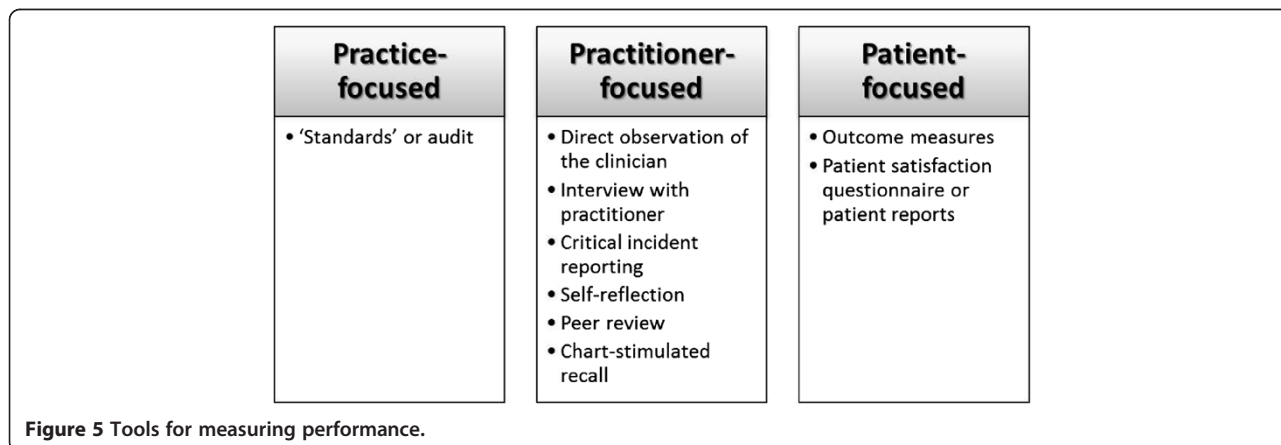 Practice-
focused
• 'Standards' or audit
Practitioner-
focused
• Direct observation of
the clinician
• Interview with
practitioner
• Critical incident
reporting
• Self-reflection
• Peer review
• Chart-stimulated
recall
Patient-
focused
• Outcome measures
• Patient satisfaction
questionnaire or
patient reports
Figure 5 Tools for measuring performance.